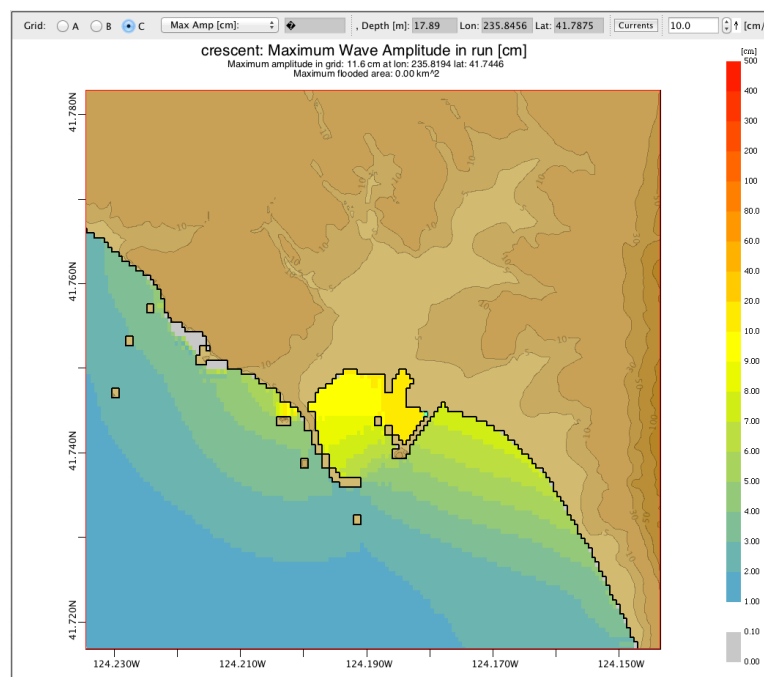 Grid: A B C Max Amp [cm]: � , Depth [m]: 17.89 Lon: 235.8456 Lat: 41.7875 Currents 10.0 [cm/
crescent: Maximum Wave Amplitude in run [cm]
Maximum amplitude in grid: 11.6 cm at lon: 235.8194 lat: 41.7446
Maximum flooded area: 0.00 km^2
[cm]
500
400
300
200
100
80.0
60.0
40.0
20.0
10.0
9.00
8.00
7.00
6.00
5.00
4.00
3.00
2.00
1.00
0.10
0.00
41.780N
41.760N
41.740N
41.720N
124.230W 124.210W 124.190W 124.170W 124.150W